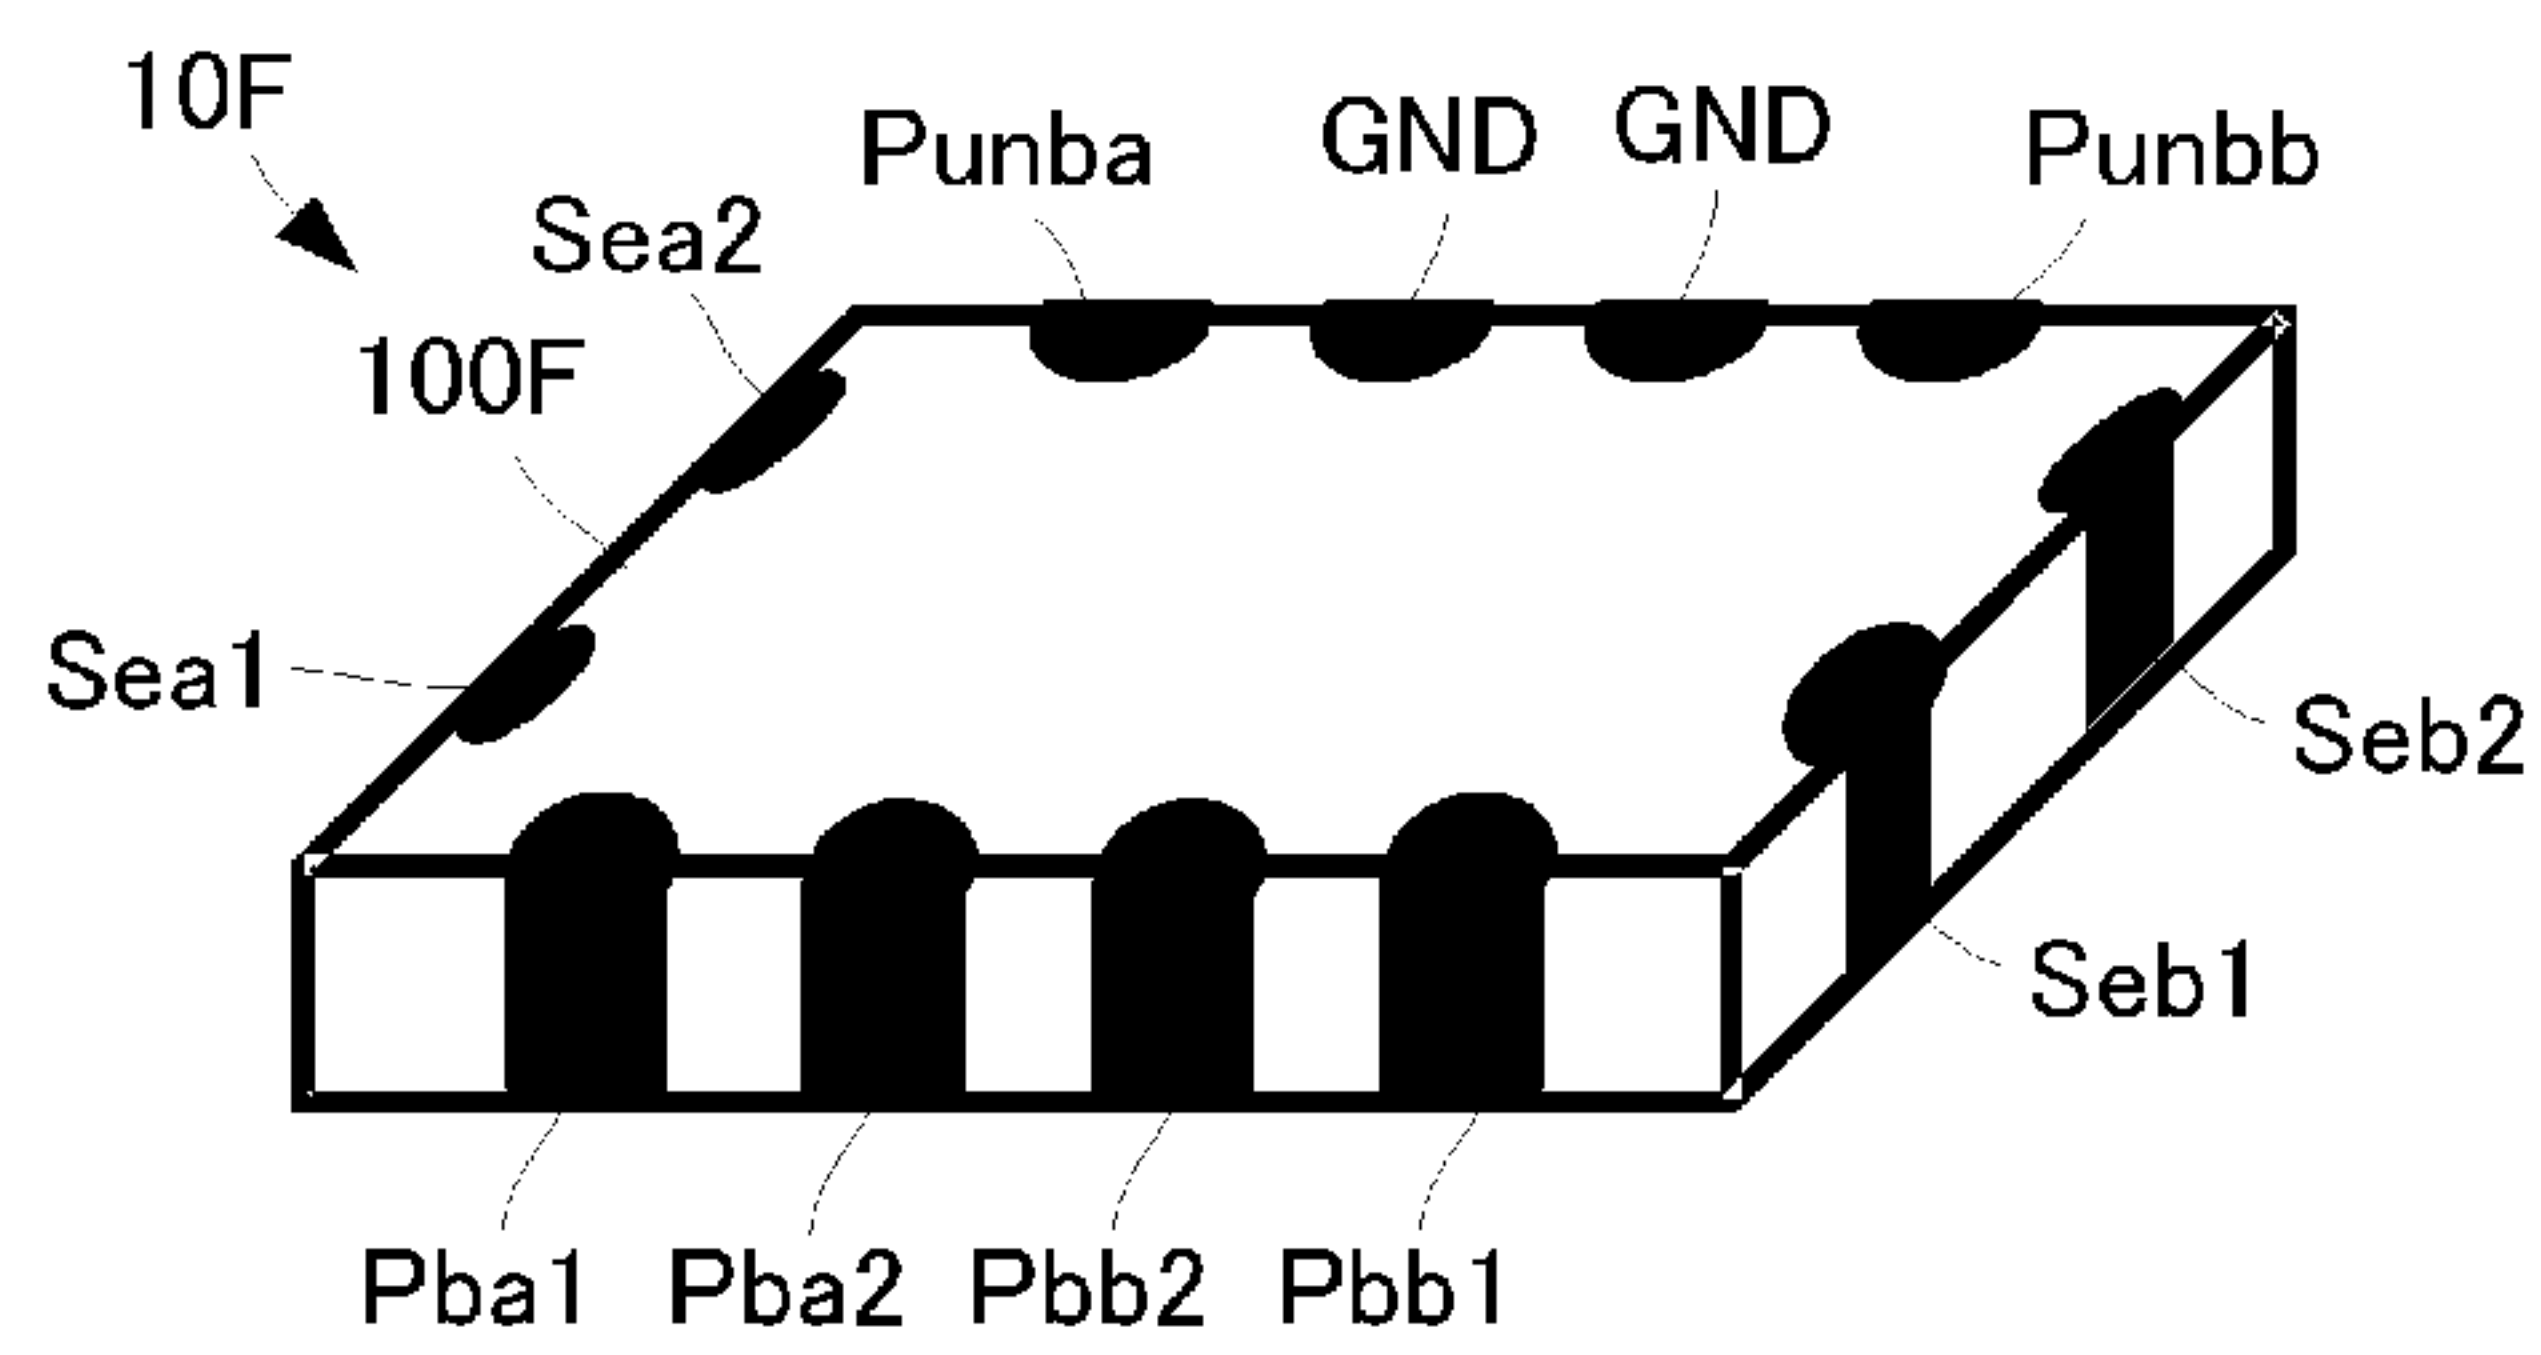 10F
Punba
GND
GND
Punbb
Sea2
100F
Sea1
Seb2
Seb1
Pba1
Pba2
Pbb2
Pbb1